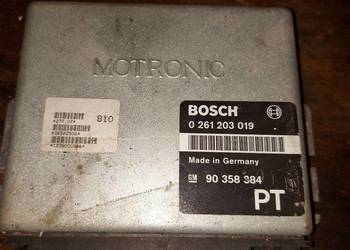 MOTRONIC
810
BOSCH
0 261 203 019
Made in Germany
GM 90 358 384
PT